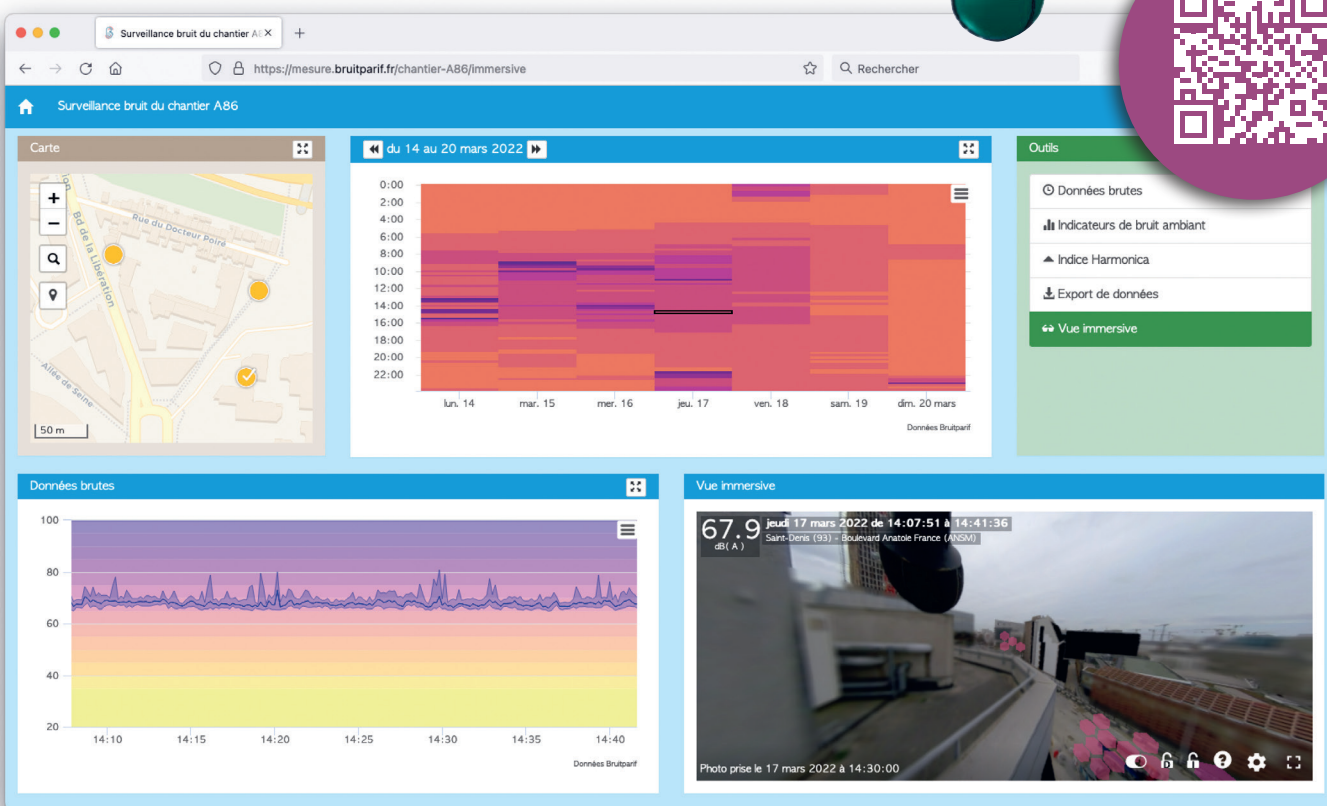 Surveillance bruit du chantier A8
https://mesure.bruitparif.fr/chantier-A86/immersive
Rechercher
Surveillance bruit du chantier A86
Carte
Rue du Docteur Poiré
Bd de la Libération
Allée de Seine
50 m
du 14 au 20 mars 2022
0:00
2:00
4:00
6:00
8:00
10:00
12:00
14:00
16:00
18:00
20:00
22:00
lun. 14
mar. 15
mer. 16
jeu. 17
ven. 18
sam. 19
dim. 20 mars
Données Bruitparif
Outils
Données brutes
Indicateurs de bruit ambiant
Indice Harmonica
Export de données
Vue immersive
Données brutes
100
80
60
40
20
14:10
14:15
14:20
14:25
14:30
14:35
14:40
Données Bruitparif
Vue immersive
67.9
dB( A )
jeudi 17 mars 2022 de 14:07:51 à 14:41:36
Saint-Denis (93) - Boulevard Anatole France (ANSM)
Photo prise le 17 mars 2022 à 14:30:00